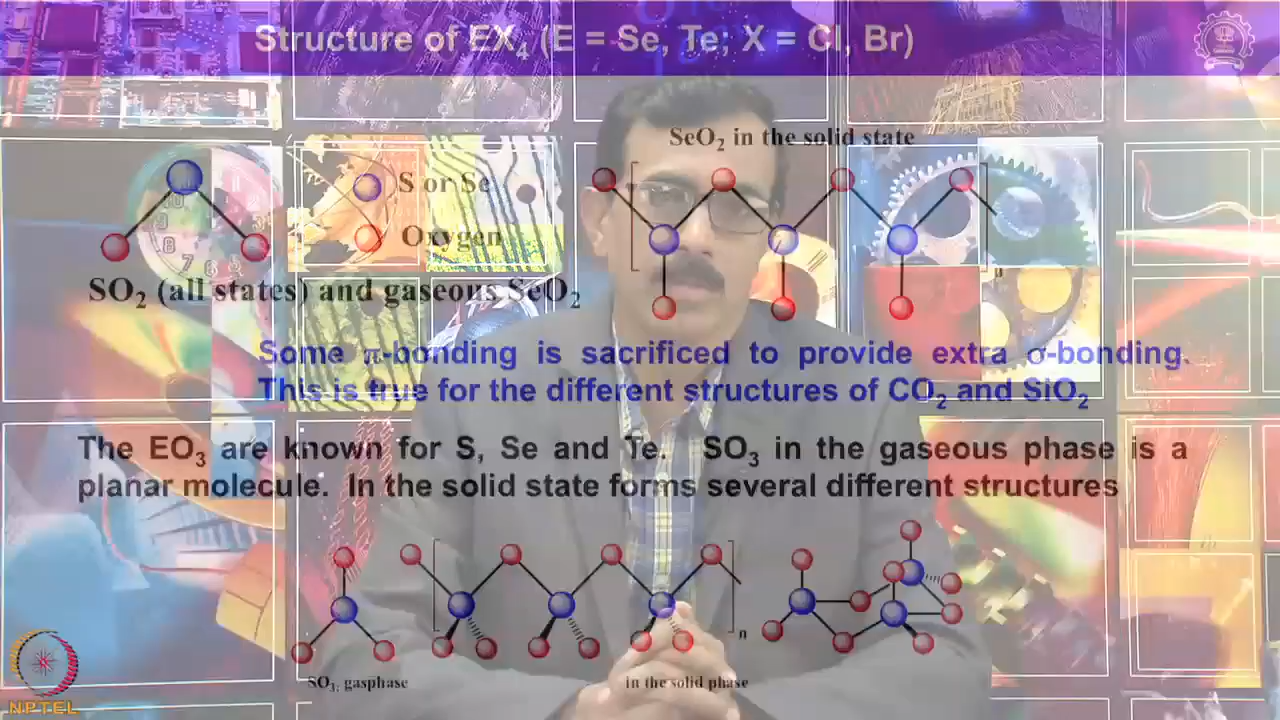 Structure of EX4 (E = Se, Te; X = Cl, Br)
SeO2 in the solid state
S or Se
Oxygen
n
SO2 (all states) and gaseous SeO2
Some π-bonding is sacrificed to provide extra σ-bonding.
This is true for the different structures of CO2 and SiO2
The EO3 are known for S, Se and Te. SO3 in the gaseous phase is a
planar molecule. In the solid state forms several different structures
n
SO3, gasphase
in the solid phase
NPTEL